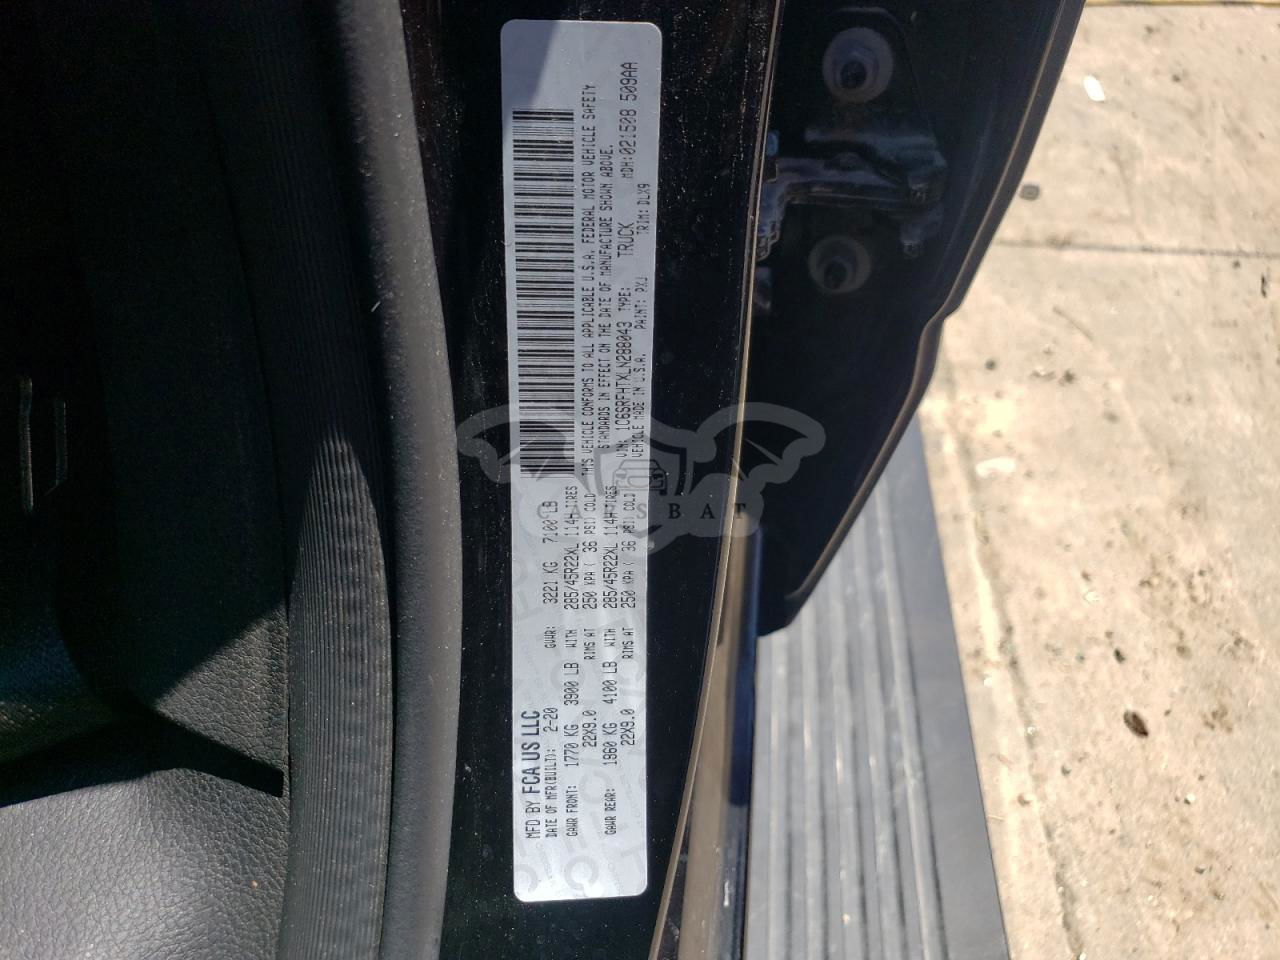 MFD BY FCA US LLC
DATE OF MFR(BUILT): 2-20 GVWR: 3221 KG 7100 LB
GAWR FRONT: 1770 KG 3900 LB WITH 285/45R22XL 114H TIRES
22X9.0 RIMS AT 250 KPA ( 36 PSI) COLD
GAWR REAR: 1860 KG 4100 LB WITH 285/45R22XL 114H TIRES
22X9.0 RIMS AT 250 KPA ( 36 PSI) COLD
THIS VEHICLE CONFORMS TO ALL APPLICABLE U.S.A. FEDERAL MOTOR VEHICLE SAFETY
STANDARDS IN EFFECT ON THE DATE OF MANUFACTURE SHOWN ABOVE.
VIN: 1C6SRFHTXLN288043 TYPE: TRUCK MDH:021508 509AA
VEHICLE MADE IN U.S.A. PAINT: PXJ TRIM: DLX9
CARSBAT